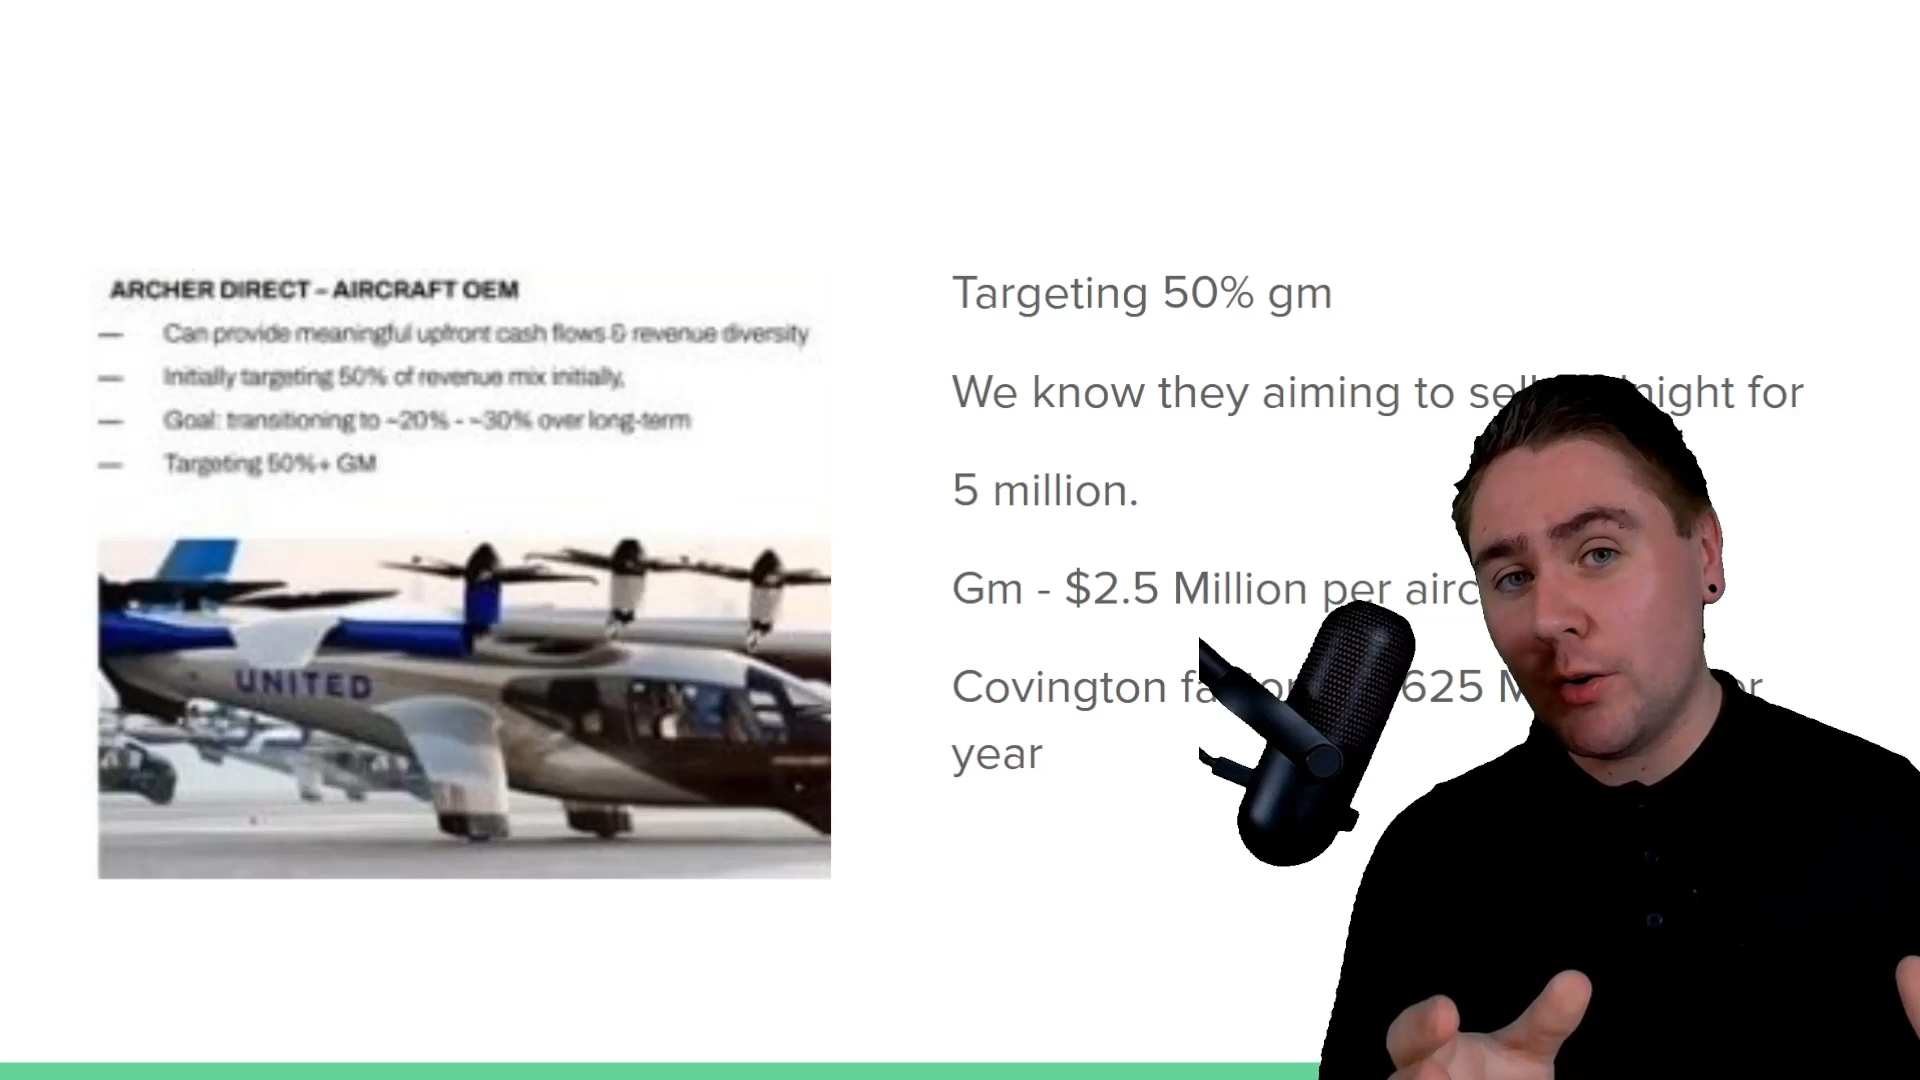 ARCHER DIRECT – AIRCRAFT OEM
— Can provide meaningful upfront cash flows & revenue diversity
— Initially targeting 50% of revenue mix initially,
— Goal: transitioning to ~20% - ~30% over long-term
— Targeting 50%+ GM
UNITED
Targeting 50% gm
We know they aiming to sell for
5 million.
Gm - $2.5 Million per
Covington 625
year